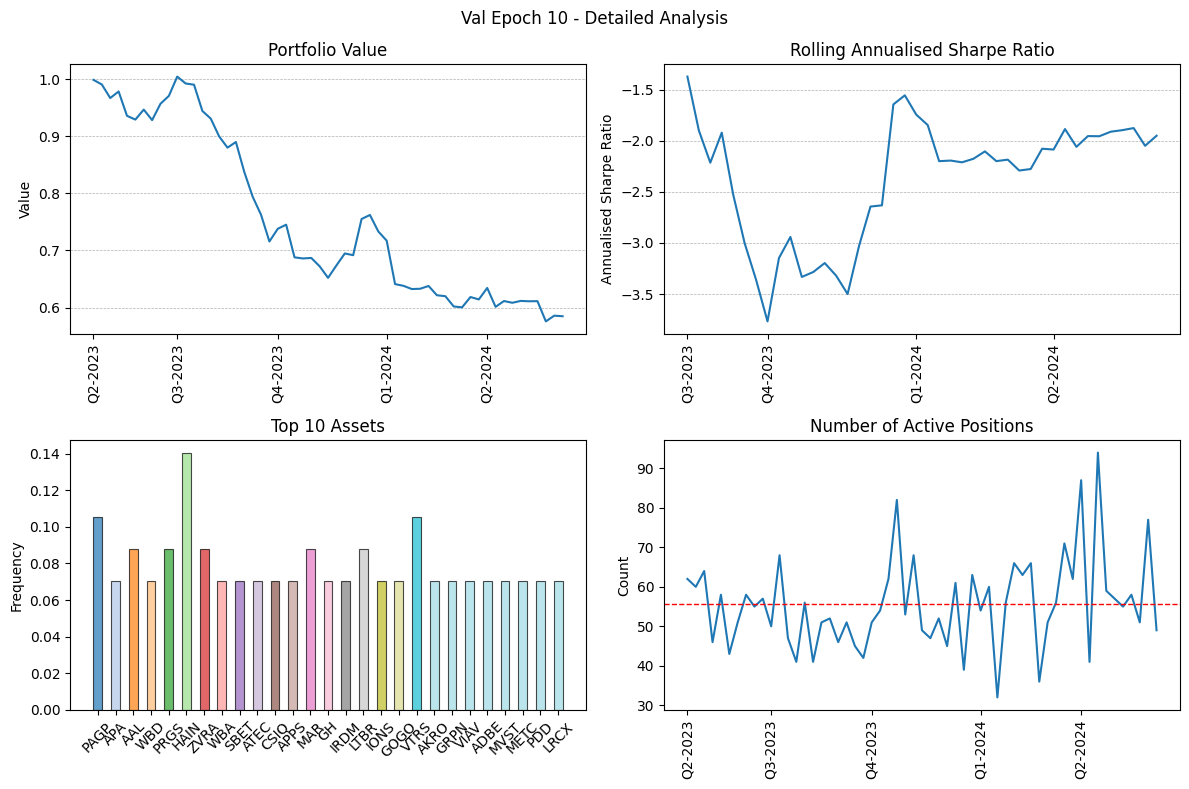 Val Epoch 10 - Detailed Analysis
Portfolio Value
Value
1.0
0.9
0.8
0.7
0.6
Q2-2023
Q3-2023
Q4-2023
Q1-2024
Q2-2024
Rolling Annualised Sharpe Ratio
Annualised Sharpe Ratio
−1.5
−2.0
−2.5
−3.0
−3.5
Q3-2023
Q4-2023
Q1-2024
Q2-2024
Top 10 Assets
Frequency
0.14
0.12
0.10
0.08
0.06
0.04
0.02
0.00
PAGP
APA
AAL
WBD
PRGS
HAIN
ZVRA
WBA
SBET
ATEC
CSIQ
APPS
MAR
GH
IRDM
LTBR
IONS
GOGO
VTRS
AKRO
GRPN
VIAV
ADBE
MVST
METC
PDD
LRCX
Number of Active Positions
Count
90
80
70
60
50
40
30
Q2-2023
Q3-2023
Q4-2023
Q1-2024
Q2-2024